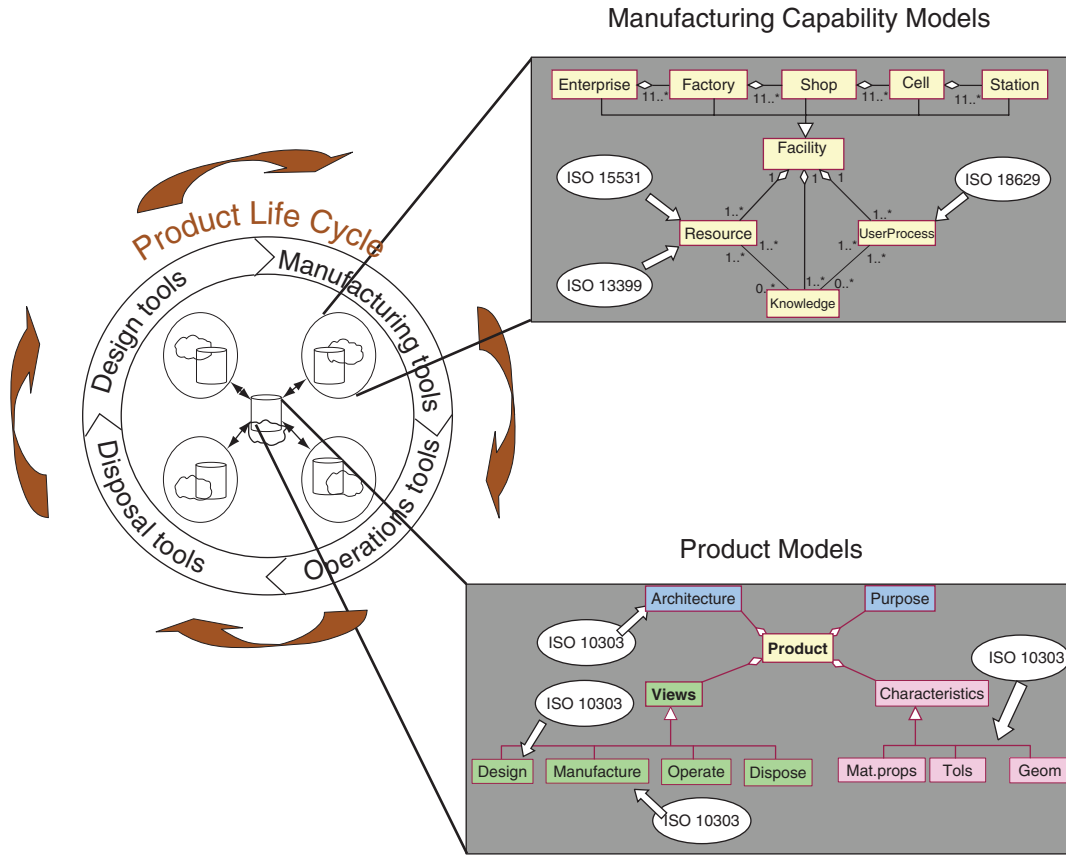 Manufacturing Capability Models
Enterprise
Factory
Shop
Cell
Station
11..*
11..*
11..*
11..*
Facility
ISO 15531
ISO 18629
1
1
1
1..*
1..*
Resource
UserProcess
1..*
1..*
1..*
1..*
ISO 13399
0..*
1..*
0..*
Knowledge
Product Life Cycle
Design tools
Manufacturing tools
Disposal tools
Operations tools
Product Models
Architecture
Purpose
ISO 10303
Product
ISO 10303
Views
Characteristics
ISO 10303
Design
Manufacture
Operate
Dispose
Mat.props
Tols
Geom
ISO 10303